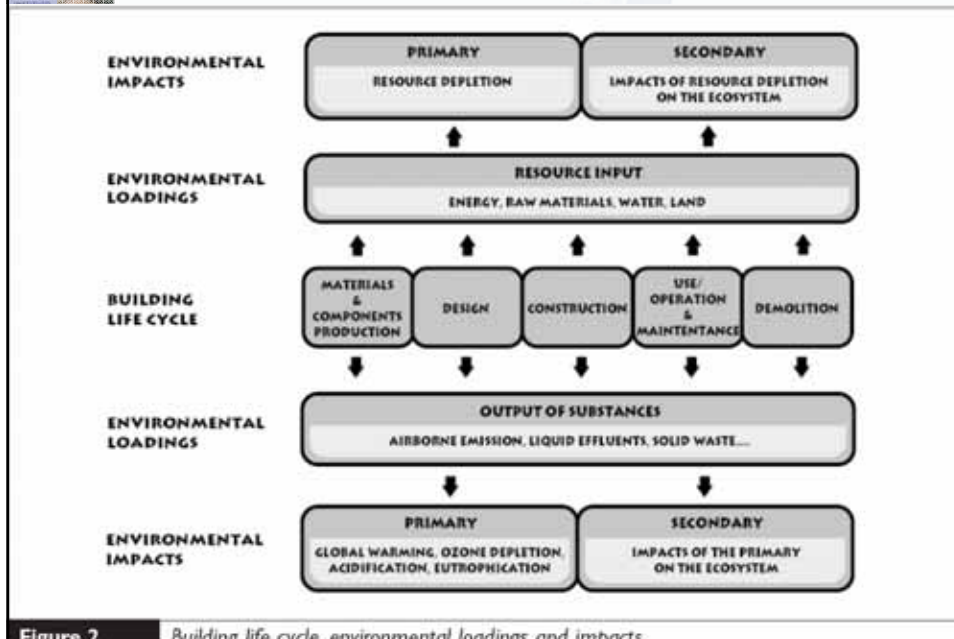 ENVIRONMENTAL
IMPACTS
PRIMARY
RESOURCE DEPLETION
SECONDARY
IMPACTS OF RESOURCE DEPLETION
ON THE ECOSYSTEM
ENVIRONMENTAL
LOADINGS
RESOURCE INPUT
ENERGY, RAW MATERIALS, WATER, LAND
BUILDING
LIFE CYCLE
MATERIALS
&
COMPONENTS
PRODUCTION
DESIGN
CONSTRUCTION
USE/
OPERATION
&
MAINTENTANCE
DEMOLITION
ENVIRONMENTAL
LOADINGS
OUTPUT OF SUBSTANCES
AIRBORNE EMISSION, LIQUID EFFLUENTS, SOLID WASTE....
ENVIRONMENTAL
IMPACTS
PRIMARY
GLOBAL WARMING, OZONE DEPLETION,
ACIDIFICATION, EUTROPHICATION
SECONDARY
IMPACTS OF THE PRIMARY
ON THE ECOSYSTEM
Figure 2 Building life cycle, environmental loadings and impacts